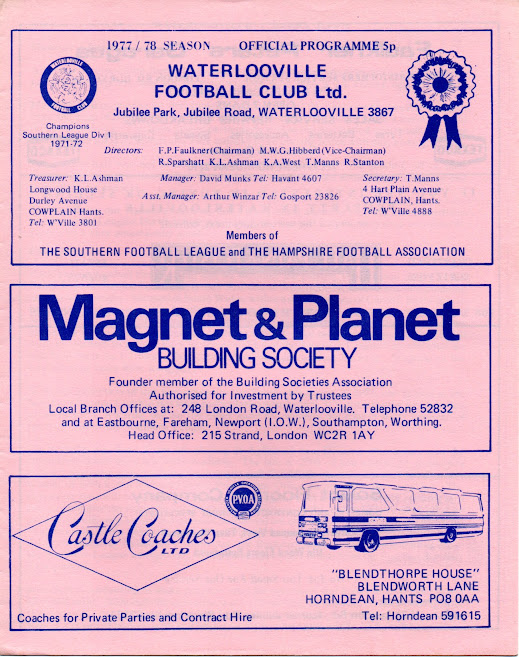 1977 / 78 SEASON OFFICIAL PROGRAMME 5p
WATERLOOVILLE
FOOTBALL CLUB
WATERLOOVILLE
FOOTBALL CLUB Ltd.
Jubilee Park, Jubilee Road, WATERLOOVILLE 3867
Champions
Southern League Div 1
1971-72
Directors: F.P.Faulkner(Chairman) M.W.G.Hibberd(Vice-Chairman)
R.Sparshatt K.L.Ashman K.A.West T.Manns R.Stanton
Treasurer: K.L.Ashman
Longwood House
Durley Avenue
COWPLAIN Hants.
Tel: W'Ville 3801
Manager: David Munks Tel: Havant 4607
Asst. Manager: Arthur Winzar Tel: Gosport 23826
Secretary: T.Manns
4 Hart Plain Avenue
COWPLAIN, Hants.
Tel: W'Ville 4888
Members of
THE SOUTHERN FOOTBALL LEAGUE and THE HAMPSHIRE FOOTBALL ASSOCIATION
Magnet & Planet
BUILDING SOCIETY
Founder member of the Building Societies Association
Authorised for Investment by Trustees
Local Branch Offices at: 248 London Road, Waterlooville. Telephone 52832
and at Eastbourne, Fareham, Newport (I.O.W.), Southampton, Worthing.
Head Office: 215 Strand, London WC2R 1AY
Castle Coaches
LTD
PVOA
"BLENDTHORPE HOUSE"
BLENDWORTH LANE
HORNDEAN, HANTS PO8 0AA
Coaches for Private Parties and Contract Hire
Tel: Horndean 591615